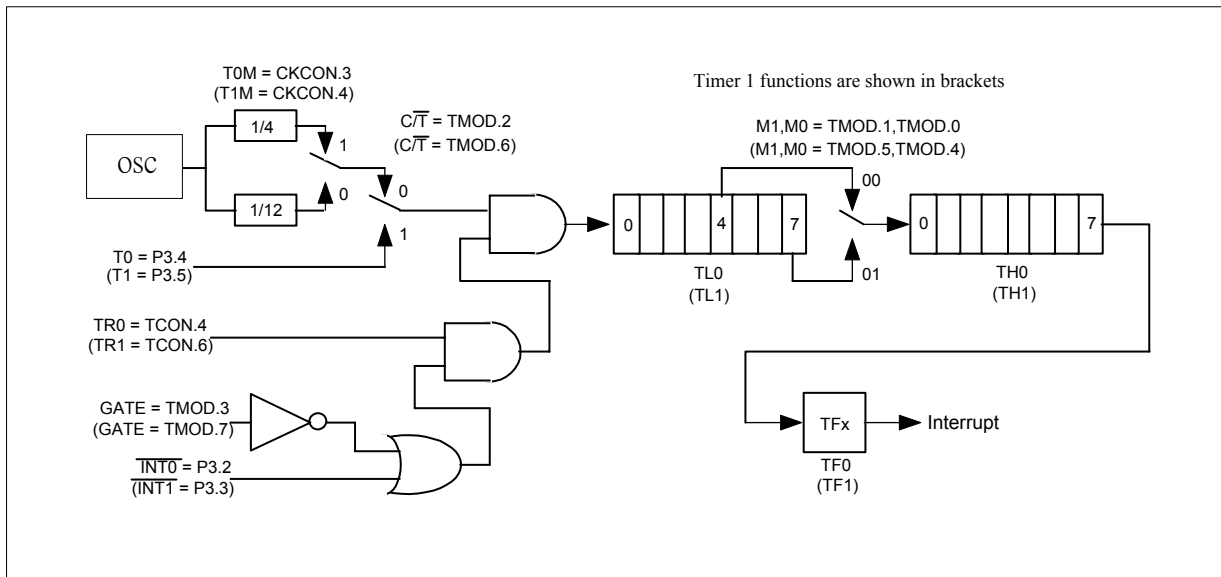 T0M = CKCON.3
(T1M = CKCON.4)
Timer 1 functions are shown in brackets
1/4
C/T̅ = TMOD.2
(C/T̅ = TMOD.6)
M1,M0 = TMOD.1,TMOD.0
(M1,M0 = TMOD.5,TMOD.4)
OSC
1
0
1/12
0
1
00
0
4
7
0
7
01
T0 = P3.4
(T1 = P3.5)
TL0
(TL1)
TH0
(TH1)
TR0 = TCON.4
(TR1 = TCON.6)
GATE = TMOD.3
(GATE = TMOD.7)
TFx
Interrupt
I̅N̅T̅0̅ = P3.2
(I̅N̅T̅1̅ = P3.3)
TF0
(TF1)